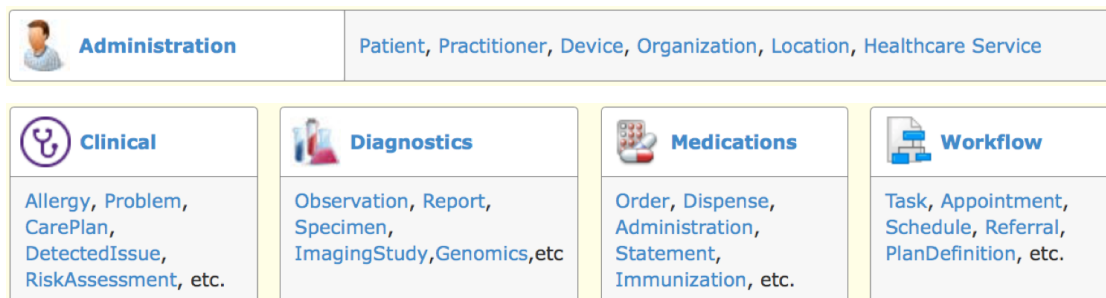 Administration
Patient, Practitioner, Device, Organization, Location, Healthcare Service
Clinical
Allergy, Problem,
CarePlan,
DetectedIssue,
RiskAssessment, etc.
Diagnostics
Observation, Report,
Specimen,
ImagingStudy,Genomics,etc
Medications
Order, Dispense,
Administration,
Statement,
Immunization, etc.
Workflow
Task, Appointment,
Schedule, Referral,
PlanDefinition, etc.